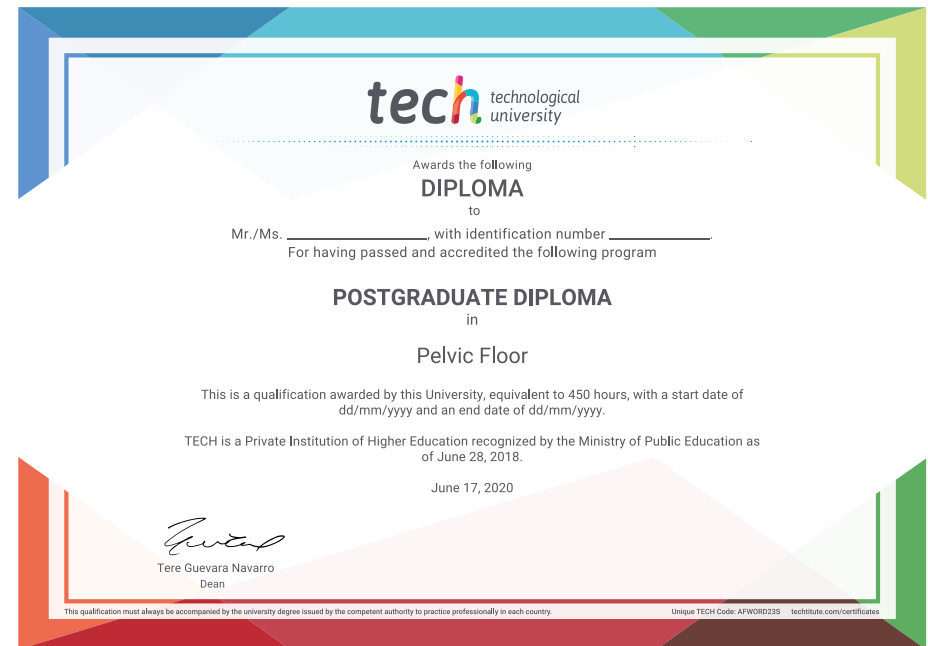 tech technological
university
Awards the following
DIPLOMA
to
Mr./Ms. ____________________, with identification number ______________.
For having passed and accredited the following program
POSTGRADUATE DIPLOMA
in
Pelvic Floor
This is a qualification awarded by this University, equivalent to 450 hours, with a start date of
dd/mm/yyyy and an end date of dd/mm/yyyy.
TECH is a Private Institution of Higher Education recognized by the Ministry of Public Education as
of June 28, 2018.
June 17, 2020
Tere Guevara Navarro
Dean
This qualification must always be accompanied by the university degree issued by the competent authority to practice professionally in each country.
Unique TECH Code: AFWORD23S techtitute.com/certificates